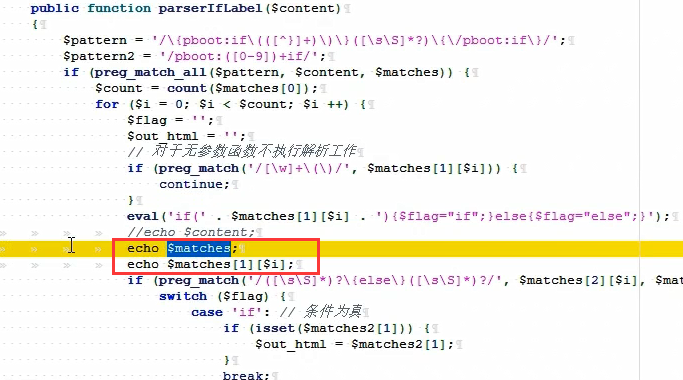 public function parserIfLabel($content)
{
$pattern = '/\{pboot:if\(([^}]+)\)\}([\s\S]*?)\{\/pboot:if\}/';
$pattern2 = '/pboot:([0-9])+if/';
if (preg_match_all($pattern, $content, $matches)) {
$count = count($matches[0]);
for ($i = 0; $i < $count; $i ++) {
$flag = '';
$out_html = '';
// 对于无参数函数不执行解析工作
if (preg_match('/[\w]+\(\)/', $matches[1][$i])) {
continue;
}
eval('if(' . $matches[1][$i] . '){$flag="if";}else{$flag="else";}');
//echo $content;
echo $matches;
echo $matches[1][$i];
if (preg_match('/([\s\S]*)?\{else\}([\s\S]*)?/', $matches[2][$i], $mat
switch ($flag) {
case 'if': // 条件为真
if (isset($matches2[1])) {
$out_html = $matches2[1];
}
break;